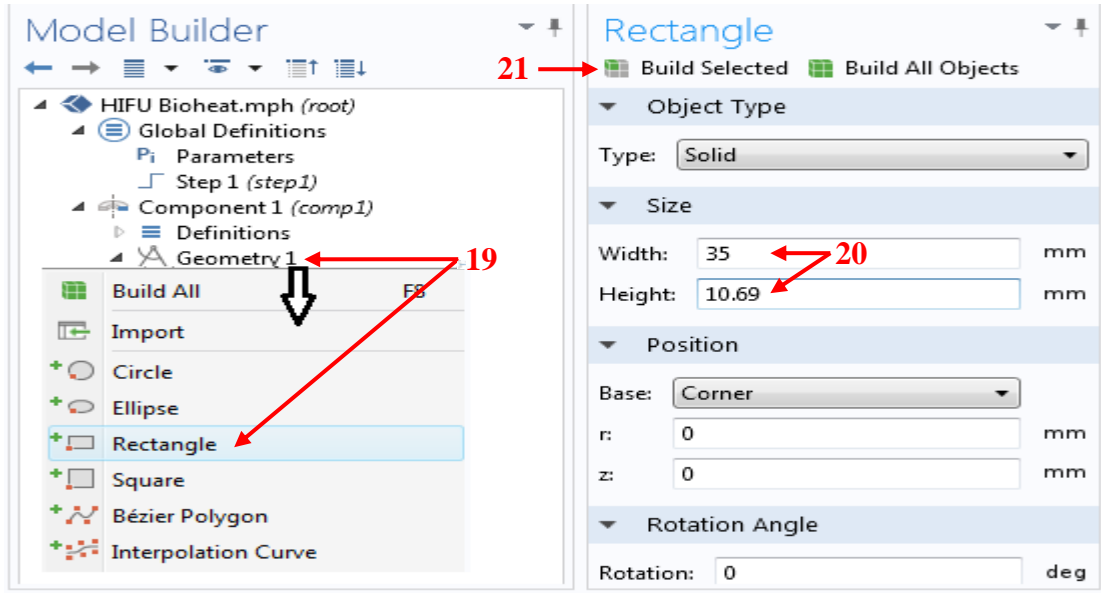 Model Builder
HIFU Bioheat.mph (root)
Global Definitions
Pi Parameters
Step 1 (step1)
Component 1 (comp1)
Definitions
Geometry 1
19
Build All F8
Import
Circle
Ellipse
Rectangle
Square
Bézier Polygon
Interpolation Curve
Rectangle
21
Build Selected Build All Objects
Object Type
Type: Solid
Size
Width: 35 mm
20
Height: 10.69 mm
Position
Base: Corner
r: 0 mm
z: 0 mm
Rotation Angle
Rotation: 0 deg